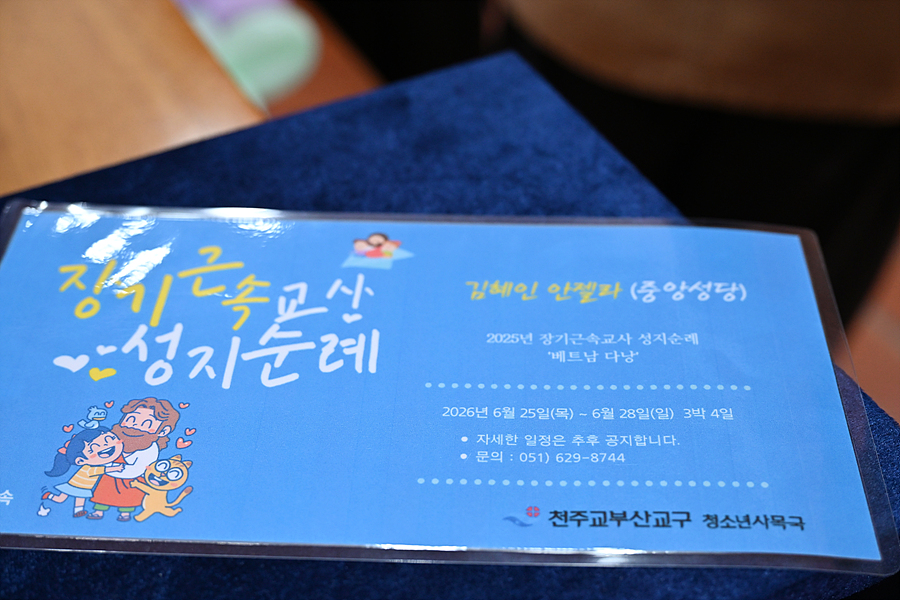 장기근속교사
성지순례
김혜인 안젤라 (중앙성당)
2025년 장기근속교사 성지순례
'베트남 다낭'
2026년 6월 25일(목) ~ 6월 28일(일) 3박 4일
• 자세한 일정은 추후 공지합니다.
• 문의 : 051) 629-8744
속
천주교부산교구 청소년사목국